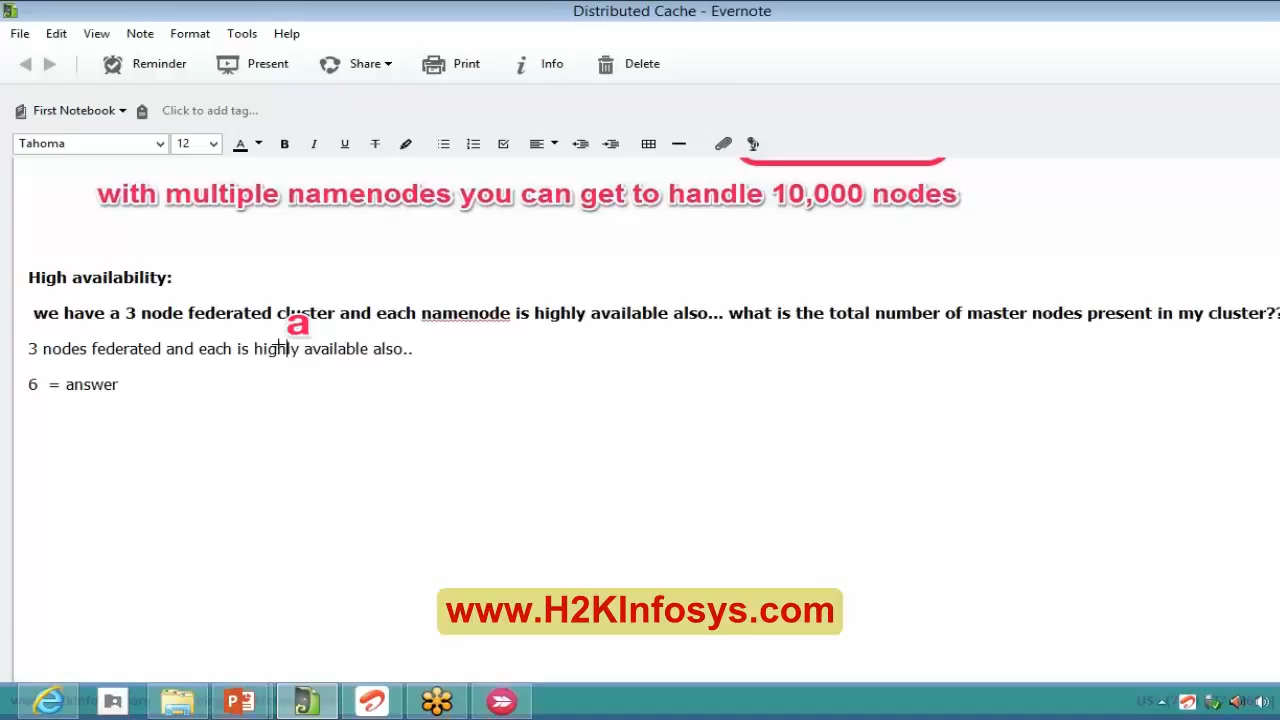 Distributed Cache - Evernote
File Edit View Note Format Tools Help
Reminder Present Share Print Info Delete
First Notebook Click to add tag...
Tahoma 12 A B I U T
with multiple namenodes you can get to handle 10,000 nodes
High availability:
we have a 3 node federated cluster and each namenode is highly available also... what is the total number of master nodes present in my cluster??
a
3 nodes federated and each is highly available also..
6 = answer
www.H2KInfosys.com
US